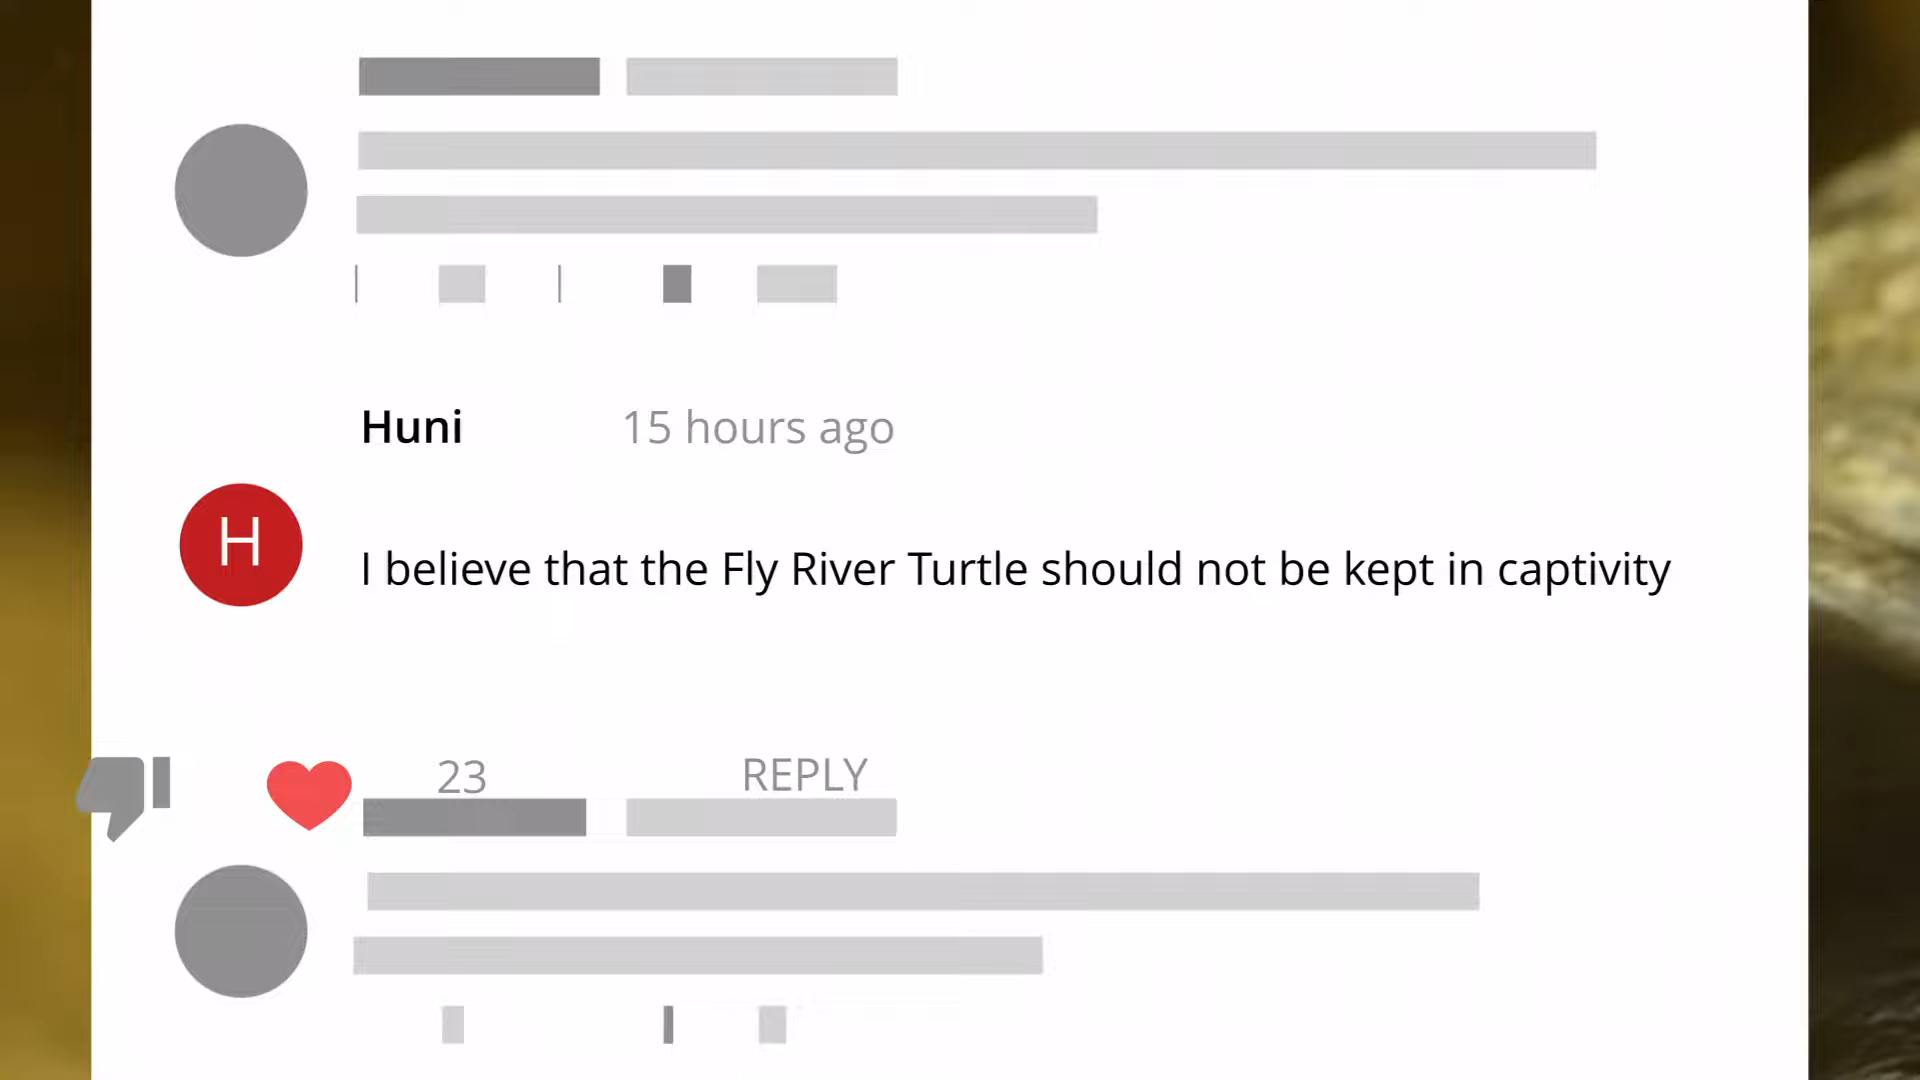 Huni 15 hours ago
H
I believe that the Fly River Turtle should not be kept in captivity
23 REPLY